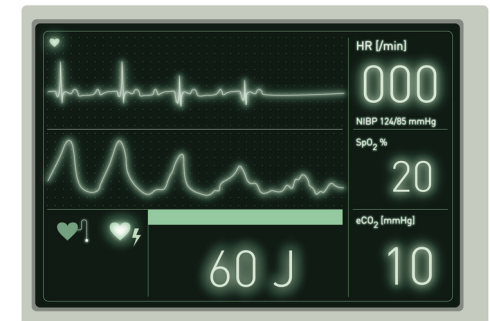 HR [/min]
000
NIBP 124/85 mmHg
SpO₂ %
20
eCO₂ [mmHg]
10
60 J